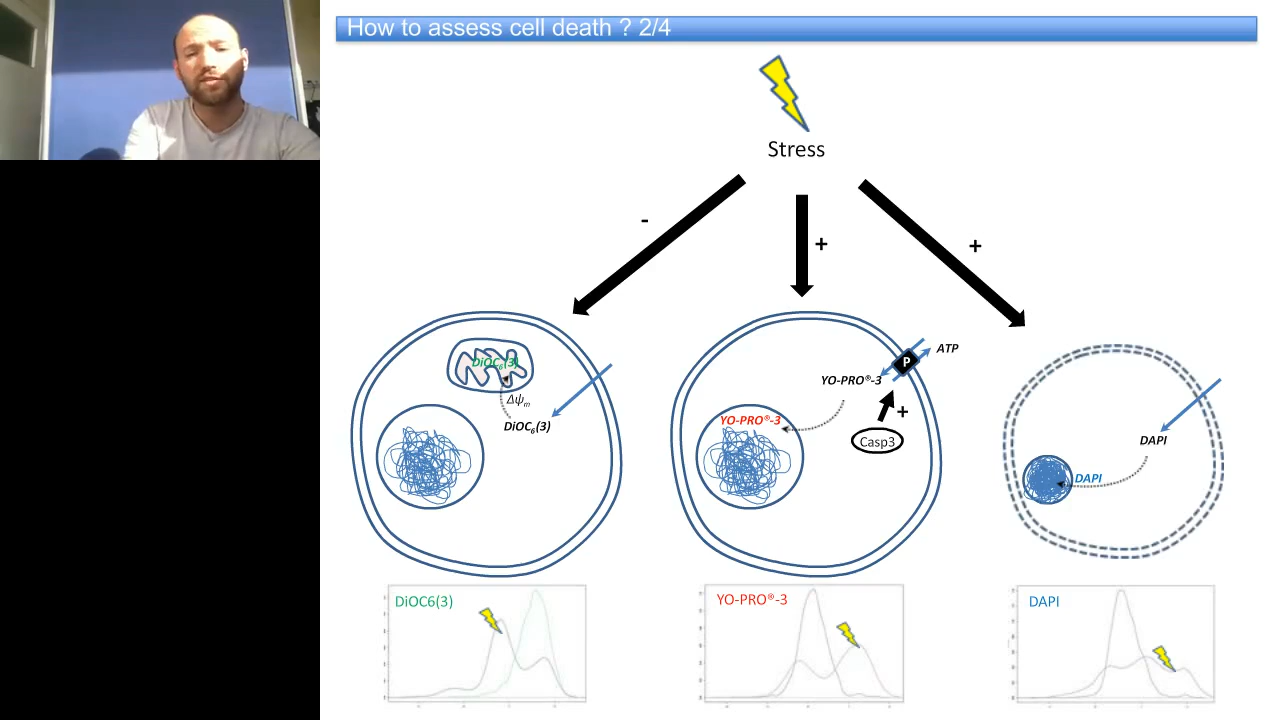 How to assess cell death ? 2/4
Stress
-
+
+
DiOC6(3)
Δψm
DiOC6(3)
ATP
P
YO-PRO®-3
YO-PRO®-3
+
Casp3
DAPI
DAPI
DiOC6(3)
YO-PRO®-3
DAPI